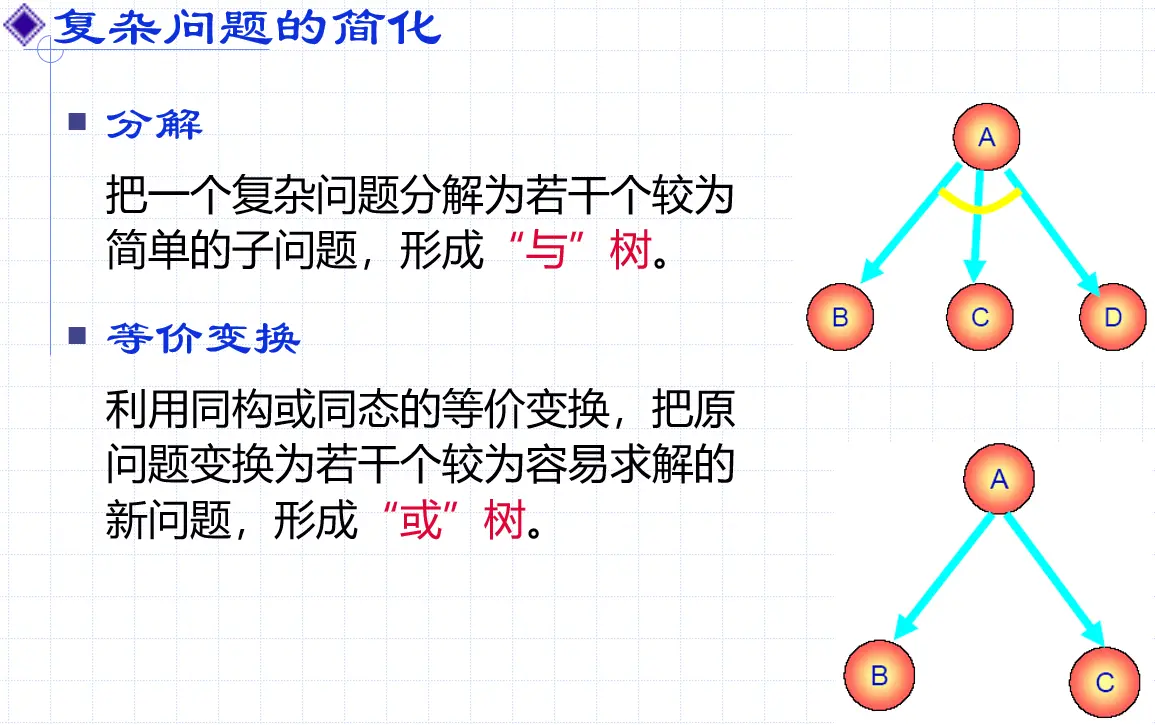 复杂问题的简化
分解
把一个复杂问题分解为若干个较为
简单的子问题，形成“与”树。
等价变换
利用同构或同态的等价变换，把原
问题变换为若干个较为容易求解的
新问题，形成“或”树。
A
B
C
D
A
B
C